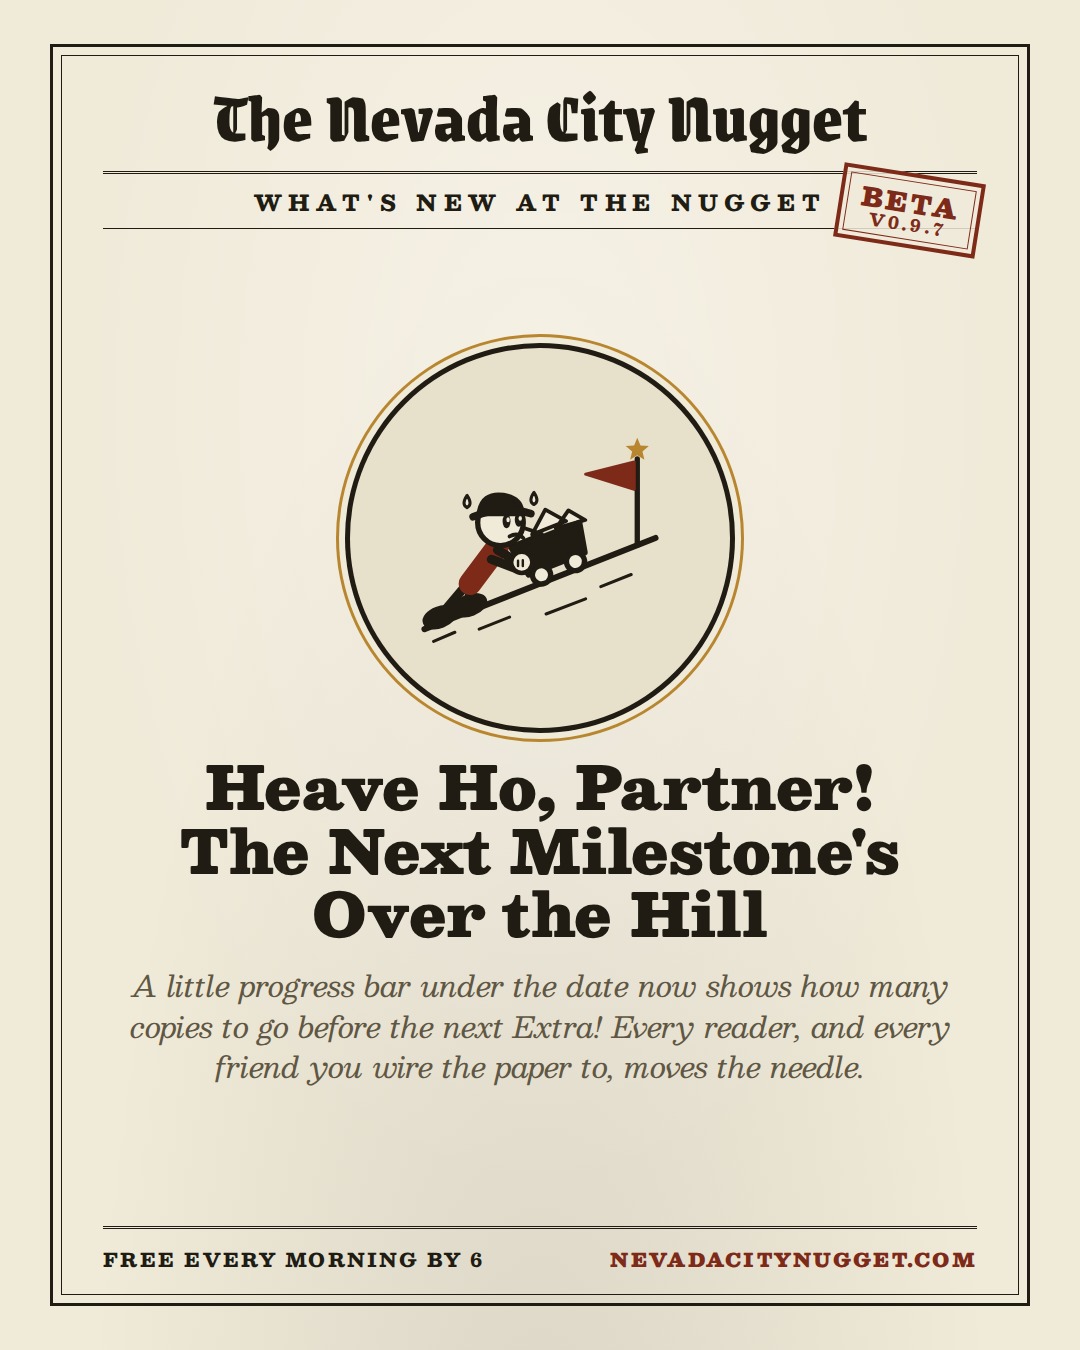 The Nevada City Nugget
WHAT'S NEW AT THE NUGGET
BETA
V0.9.7
Heave Ho, Partner!
The Next Milestone's
Over the Hill
A little progress bar under the date now shows how many
copies to go before the next Extra! Every reader, and every
friend you wire the paper to, moves the needle.
FREE EVERY MORNING BY 6
NEVADACITYNUGGET.COM